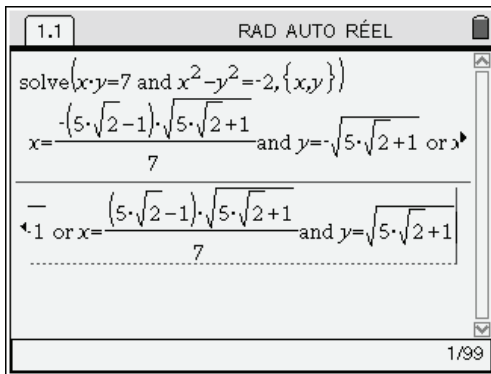 1.1 RAD AUTO RÉEL
solve(x·y=7 and x²−y²=-2,{x,y})
x=-(5·√2−1)·√(5·√2+1)/7 and y=-√(5·√2+1) or x▸
◂·1 or x=(5·√2−1)·√(5·√2+1)/7 and y=√(5·√2+1)
1/99